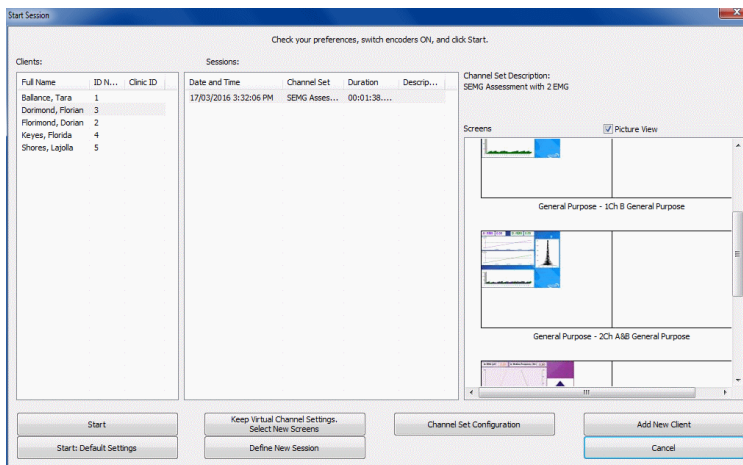 Start Session
Check your preferences, switch encoders ON, and click Start.
Clients:
Sessions:
Full Name ID N... Clinic ID
Ballance, Tara 1
Dorimond, Florian 3
Florimond, Dorian 2
Keyes, Florida 4
Shores, Lajolla 5
Date and Time Channel Set Duration Descrip...
17/03/2016 3:32:06 PM SEMG Asses... 00:01:38....
Channel Set Description:
SEMG Assessment with 2 EMG
Screens
Picture View
General Purpose - 1Ch B General Purpose
General Purpose - 2Ch A&B General Purpose
Start
Keep Virtual Channel Settings.
Select New Screens
Channel Set Configuration
Add New Client
Start: Default Settings
Define New Session
Cancel